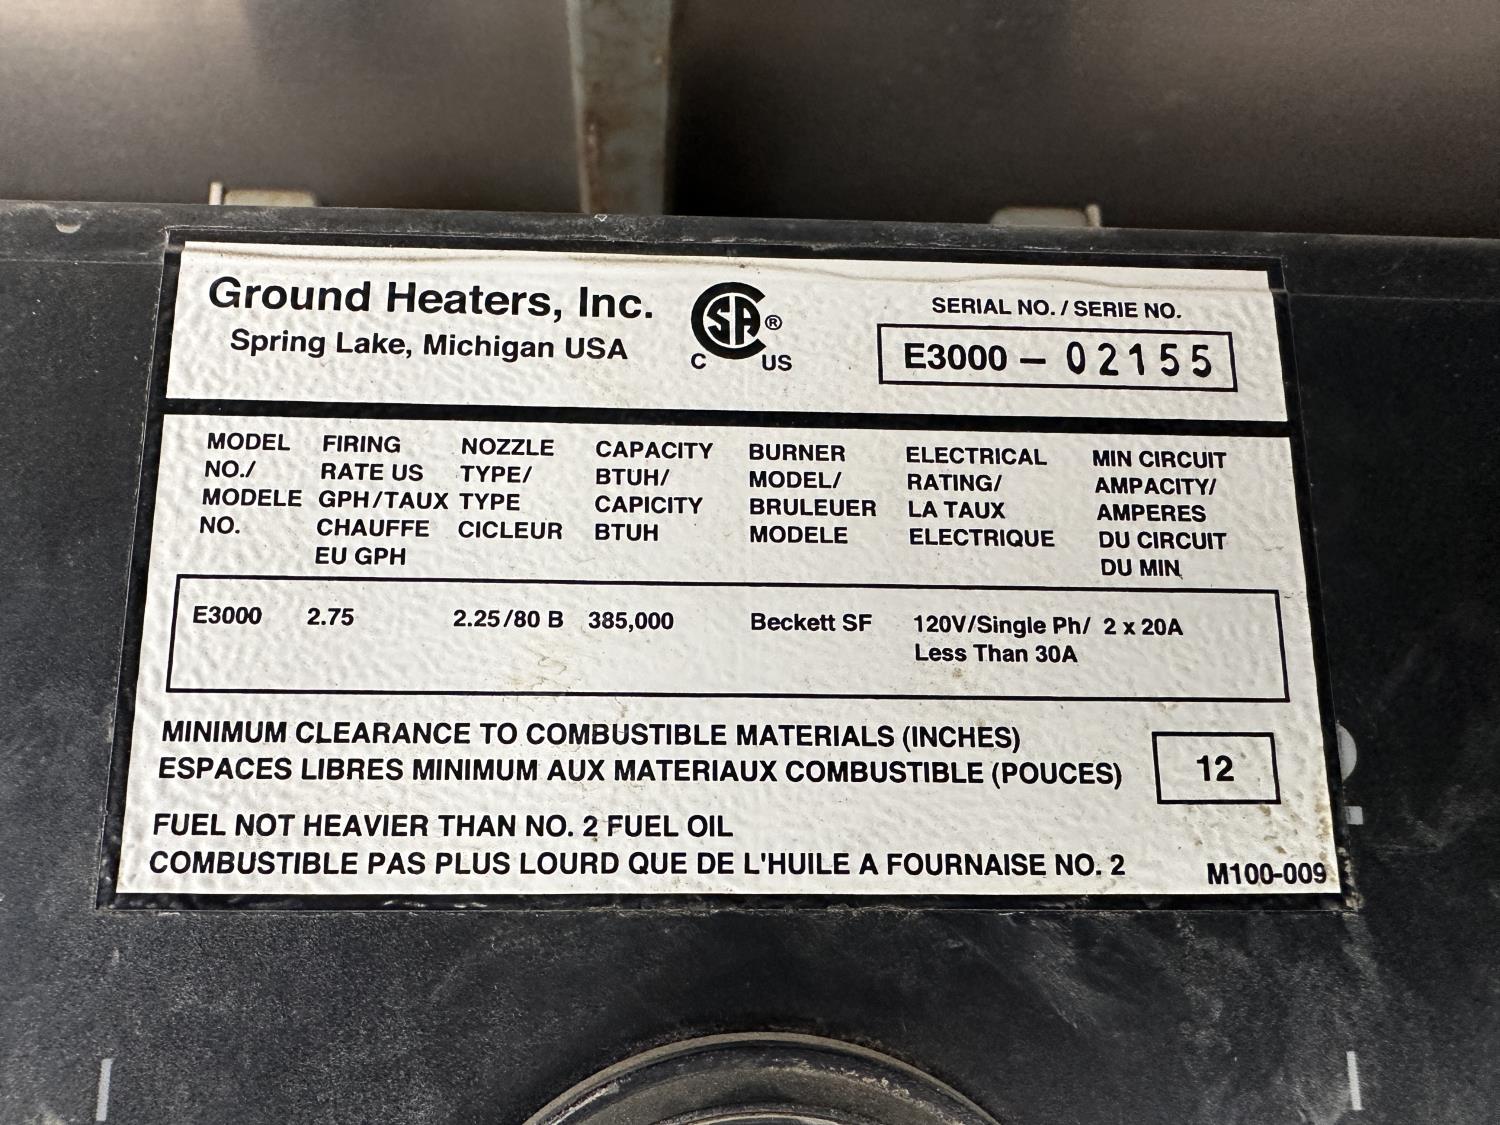 Ground Heaters, Inc.
Spring Lake, Michigan USA
CSA ®
C US
SERIAL NO. / SERIE NO.
E3000 – 02155
MODEL NO./ MODELE NO.
FIRING RATE US GPH/TAUX CHAUFFE EU GPH
NOZZLE TYPE/ TYPE CICLEUR
CAPACITY BTUH/ CAPICITY BTUH
BURNER MODEL/ BRULEUER MODELE
ELECTRICAL RATING/ LA TAUX ELECTRIQUE
MIN CIRCUIT AMPACITY/ AMPERES DU CIRCUIT DU MIN
E3000 2.75 2.25/80 B 385,000 Beckett SF 120V/Single Ph/ 2 x 20A
Less Than 30A
MINIMUM CLEARANCE TO COMBUSTIBLE MATERIALS (INCHES)
ESPACES LIBRES MINIMUM AUX MATERIAUX COMBUSTIBLE (POUCES)
12
FUEL NOT HEAVIER THAN NO. 2 FUEL OIL
COMBUSTIBLE PAS PLUS LOURD QUE DE L'HUILE A FOURNAISE NO. 2
M100-009